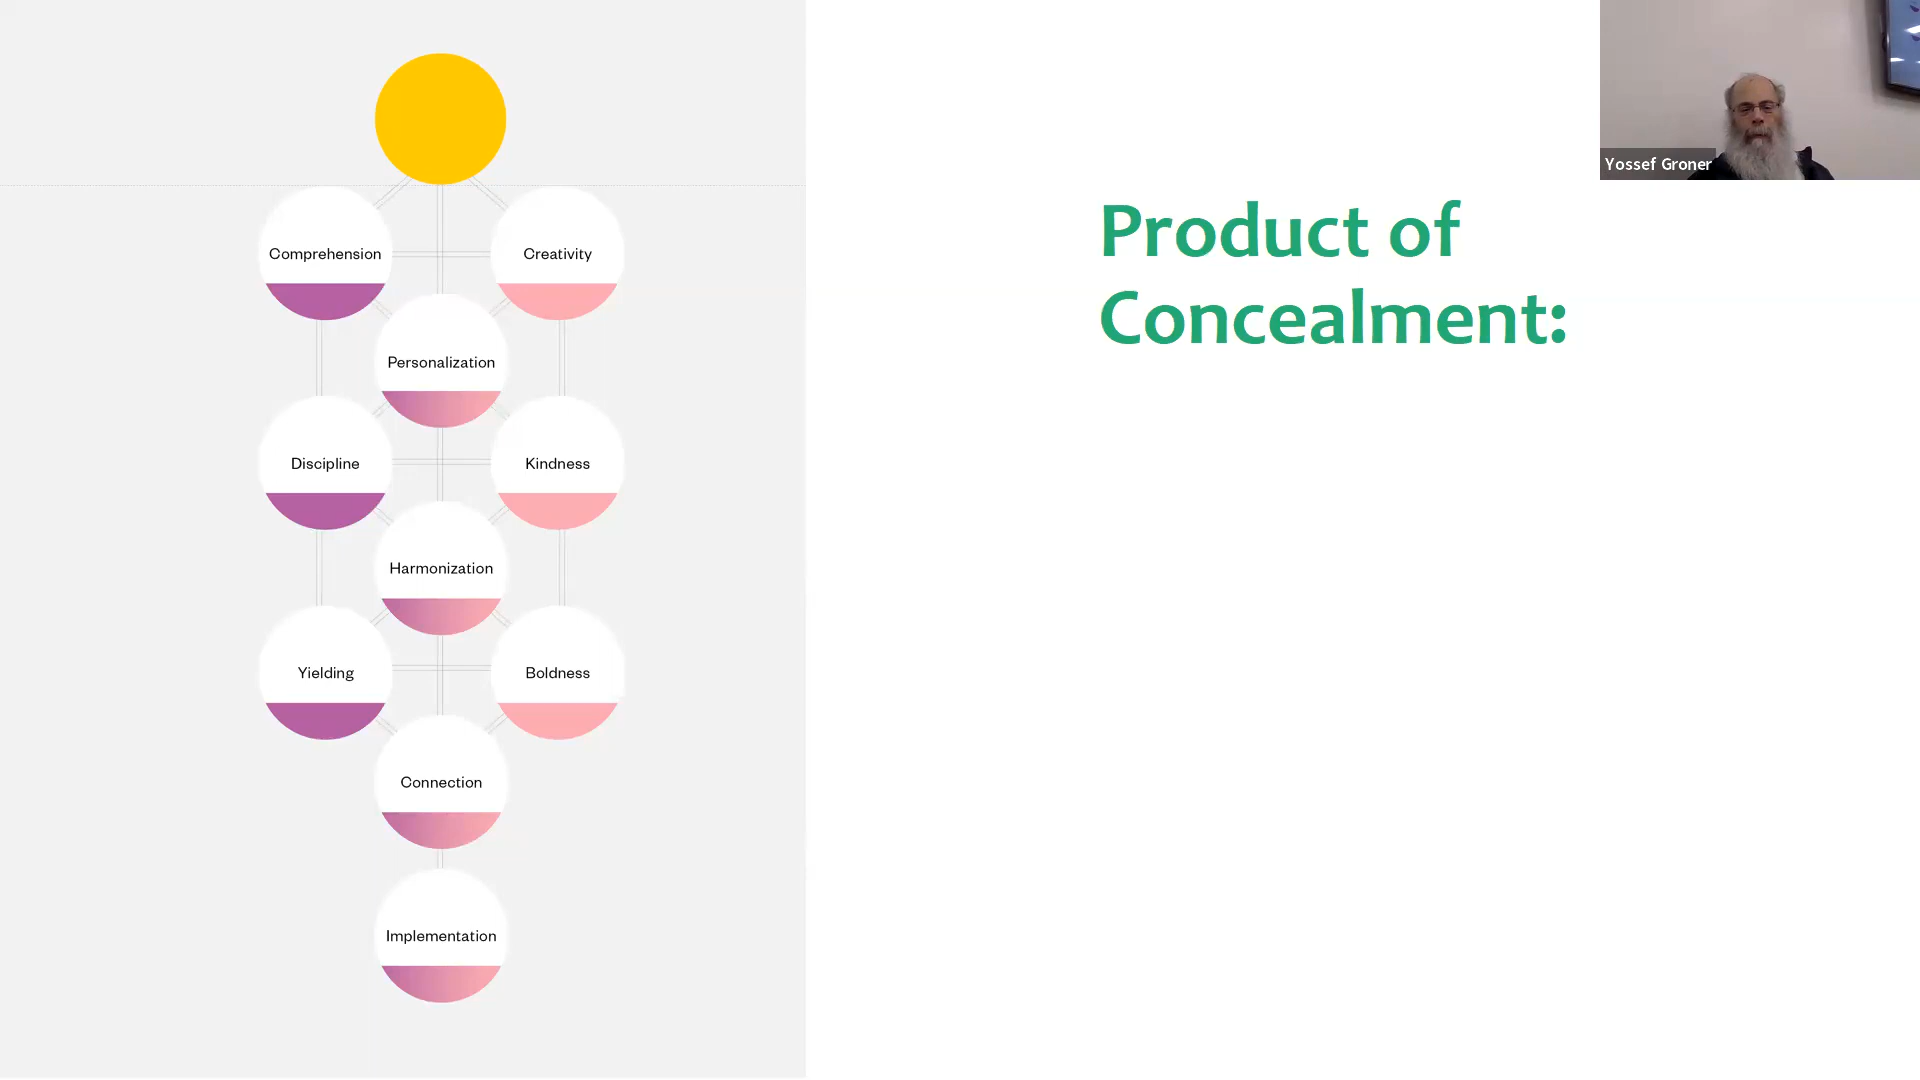 Comprehension
Creativity
Personalization
Discipline
Kindness
Harmonization
Yielding
Boldness
Connection
Implementation
Product of
Concealment:
Yossef Groner